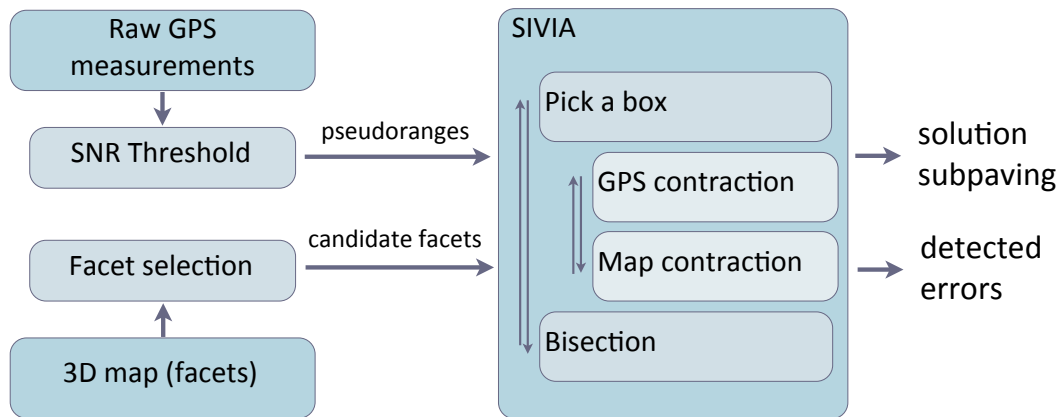 Raw GPS
measurements
SNR Threshold
pseudoranges
candidate facets
Facet selection
3D map (facets)
SIVIA
Pick a box
GPS contraction
Map contraction
Bisection
solution
subpaving
detected
errors